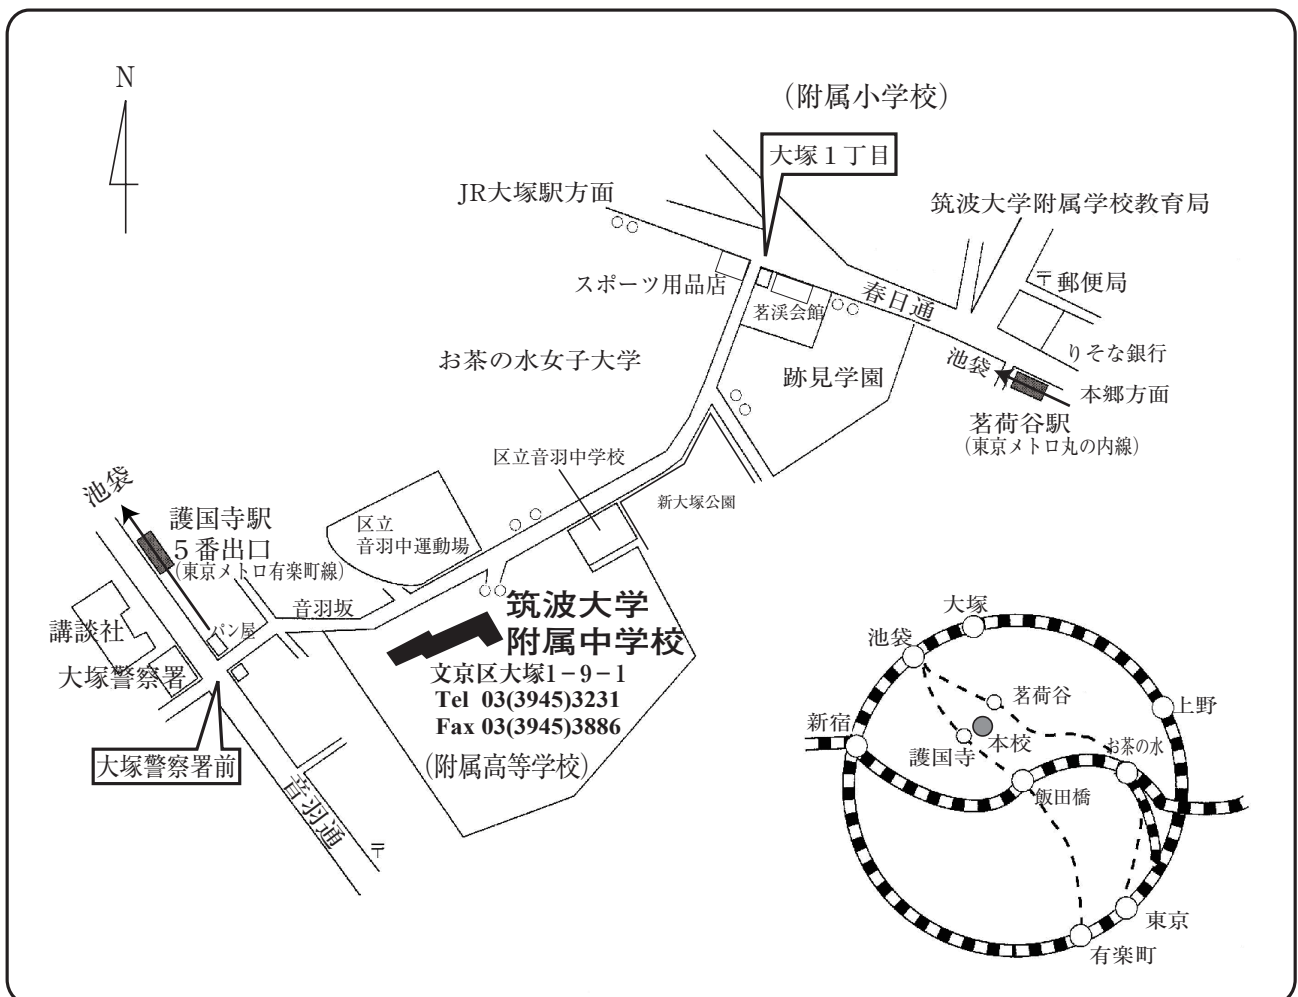 N
(附属小学校)
大塚１丁目
JR大塚駅方面
筑波大学附属学校教育局
〒郵便局
スポーツ用品店
茗渓会館
春日通
りそな銀行
お茶の水女子大学
跡見学園
池袋
本郷方面
茗荷谷駅
(東京メトロ丸の内線)
区立音羽中学校
新大塚公園
池袋
護国寺駅
５番出口
(東京メトロ有楽町線)
区立
音羽中運動場
音羽坂
パン屋
講談社
大塚警察署
大塚警察署前
音羽通
〒
筑波大学
附属中学校
文京区大塚1－9－1
Tel 03(3945)3231
Fax 03(3945)3886
(附属高等学校)
大塚
池袋
茗荷谷
上野
新宿
本校
護国寺
お茶の水
飯田橋
東京
有楽町